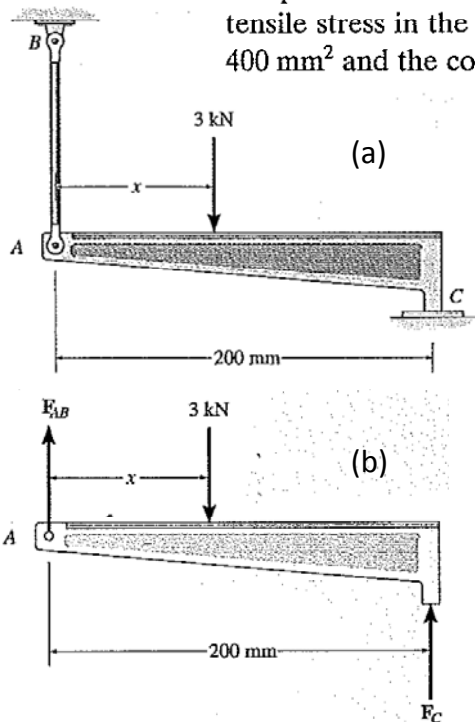 tensile stress in the
400 mm² and the co
B
3 kN
(a)
x
A
C
200 mm
F_AB
3 kN
(b)
x
A
200 mm
F_C